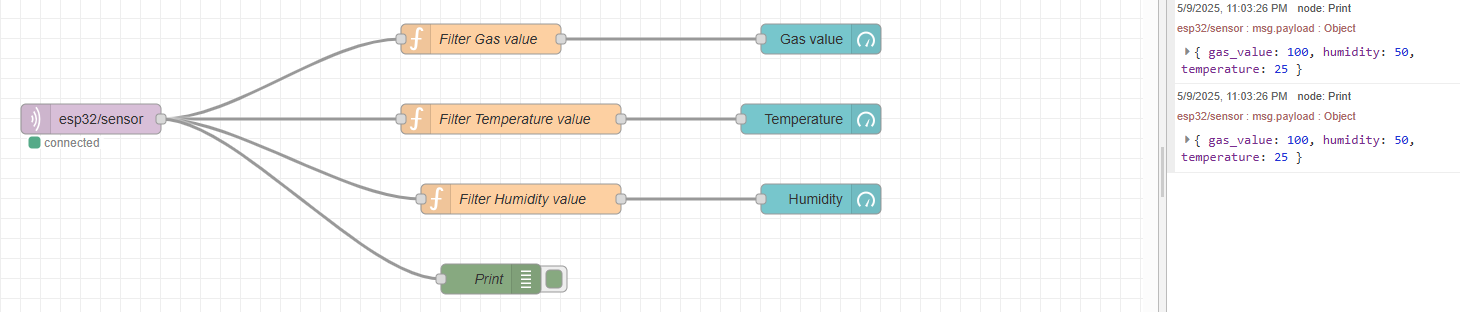 Filter Gas value
Gas value
esp32/sensor
connected
Filter Temperature value
Temperature
Filter Humidity value
Humidity
Print
5/9/2025, 11:03:26 PM node: Print
esp32/sensor : msg.payload : Object
{ gas_value: 100, humidity: 50,
temperature: 25 }
5/9/2025, 11:03:26 PM node: Print
esp32/sensor : msg.payload : Object
{ gas_value: 100, humidity: 50,
temperature: 25 }